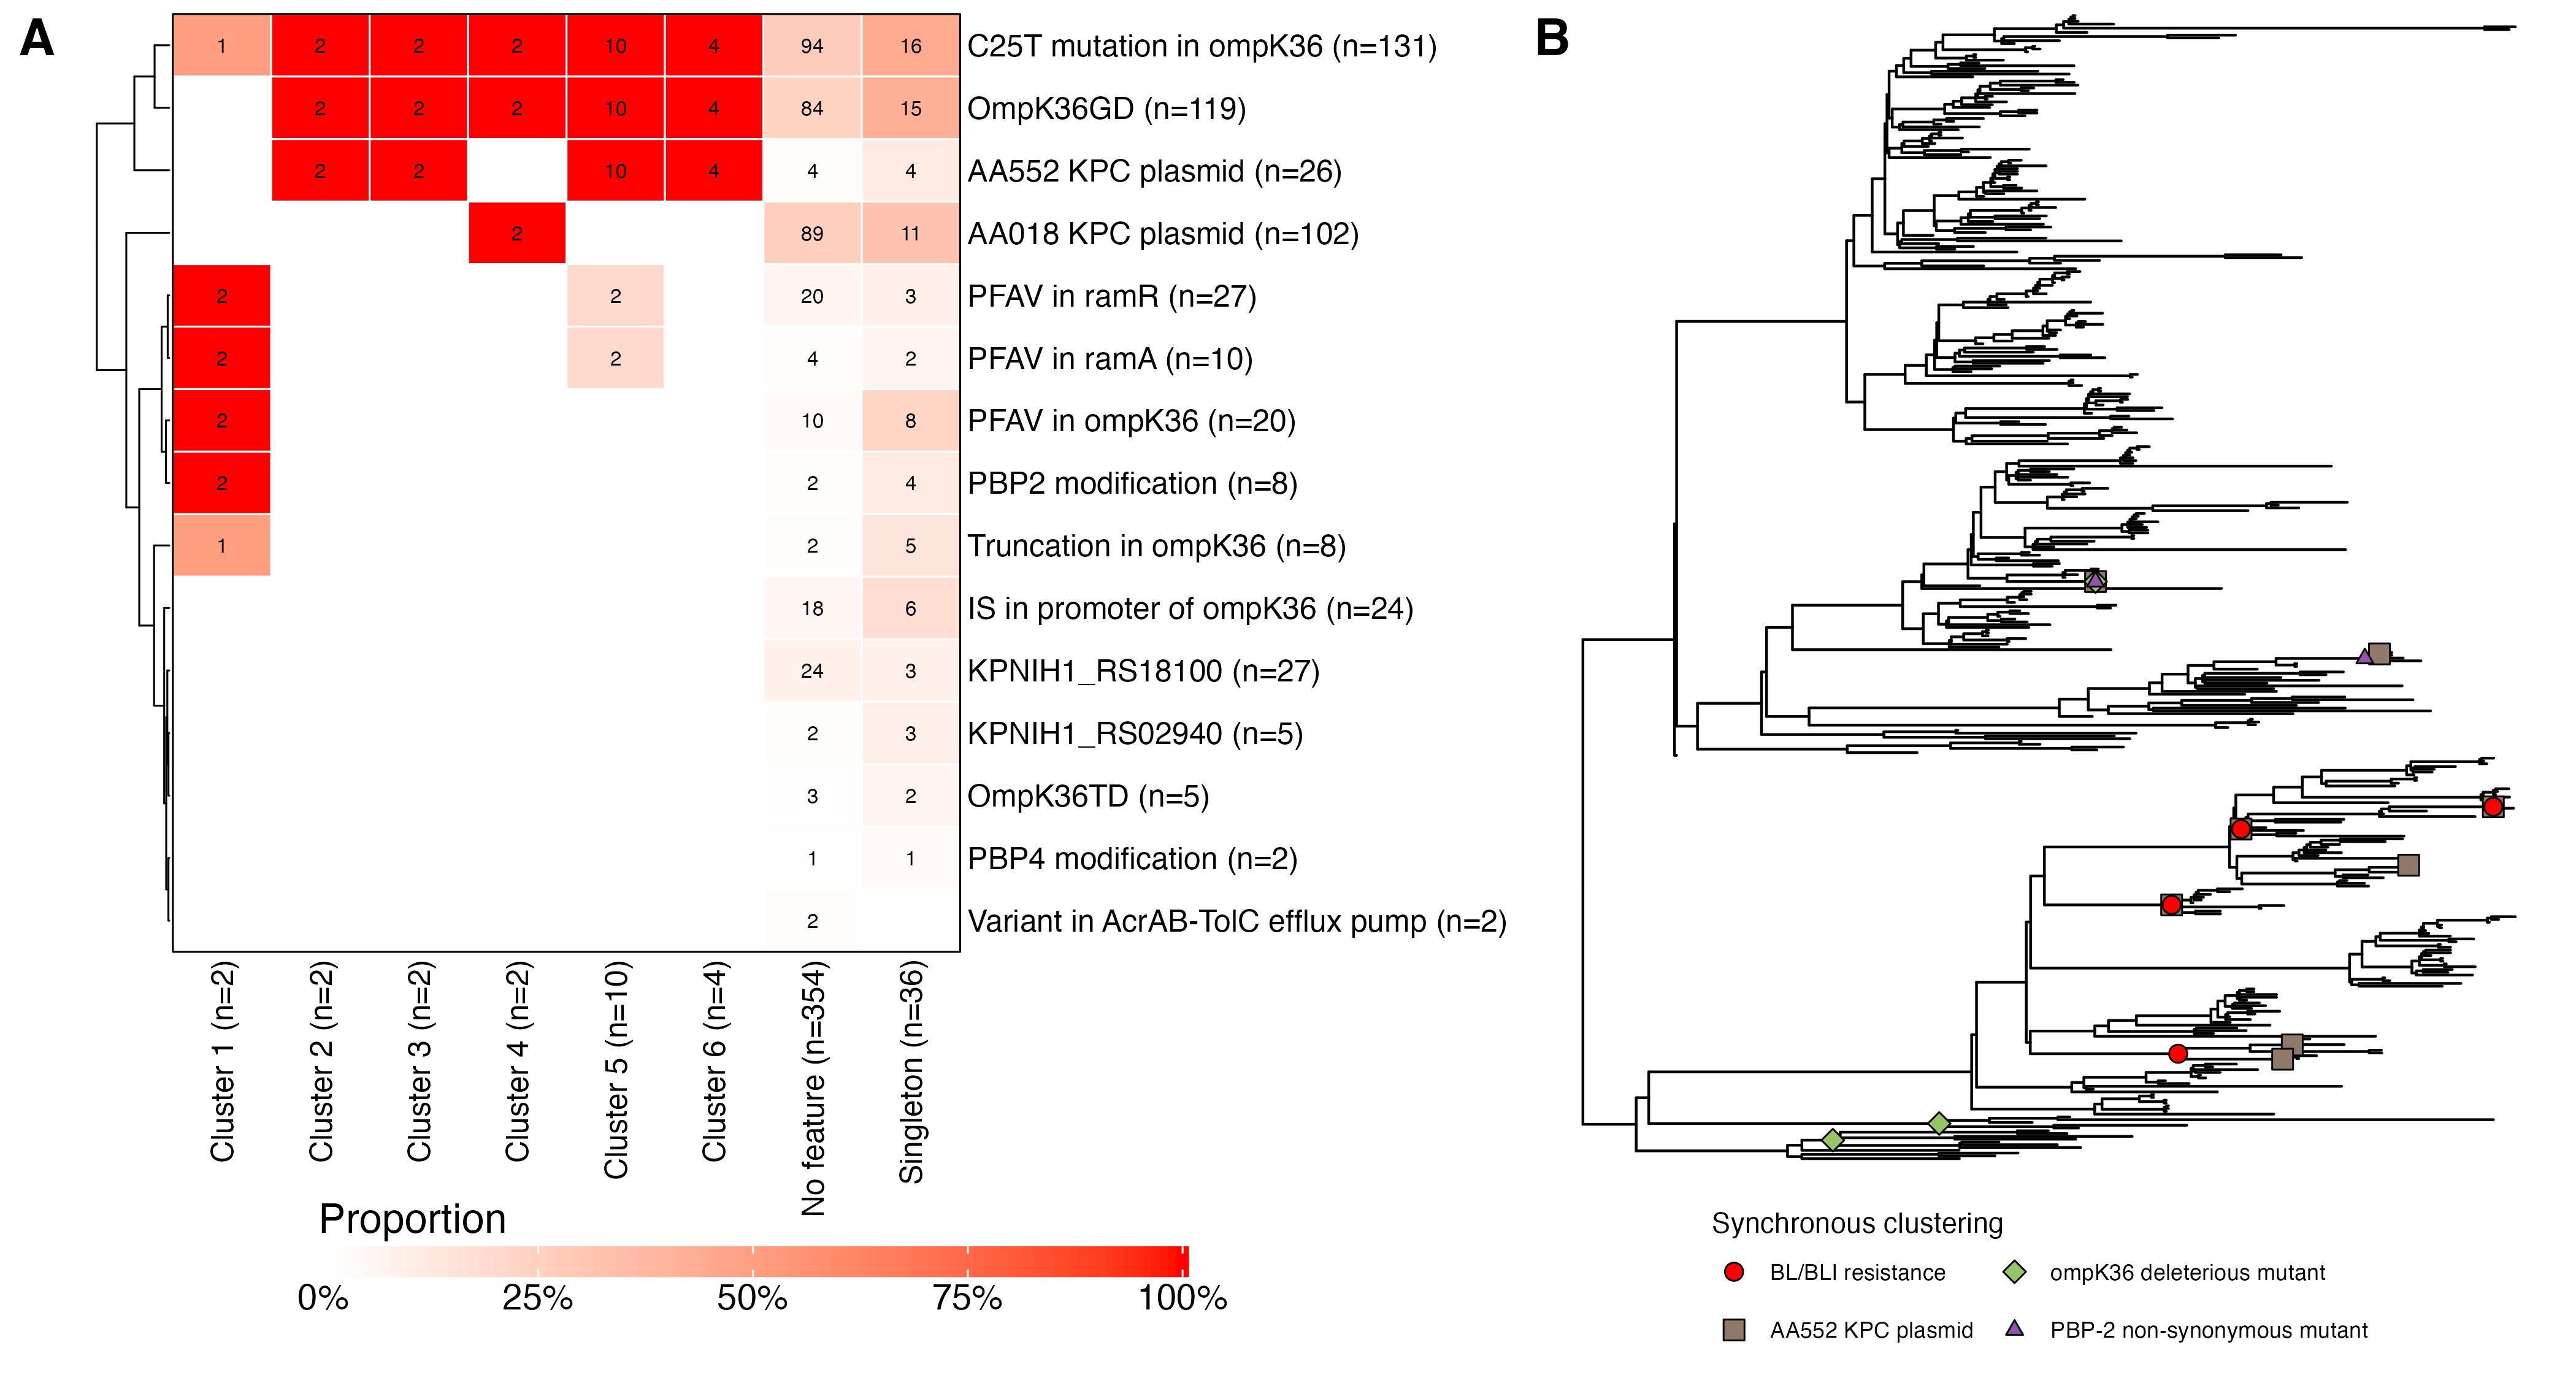 A
B
1 2 2 2 10 4 94 16 C25T mutation in ompK36 (n=131)
2 2 2 10 4 84 15 OmpK36GD (n=119)
2 2 10 4 4 4 AA552 KPC plasmid (n=26)
2 89 11 AA018 KPC plasmid (n=102)
2 2 20 3 PFAV in ramR (n=27)
2 2 4 2 PFAV in ramA (n=10)
2 10 8 PFAV in ompK36 (n=20)
2 2 4 PBP2 modification (n=8)
1 2 5 Truncation in ompK36 (n=8)
18 6 IS in promoter of ompK36 (n=24)
24 3 KPNIH1_RS18100 (n=27)
2 3 KPNIH1_RS02940 (n=5)
3 2 OmpK36TD (n=5)
1 1 PBP4 modification (n=2)
2 Variant in AcrAB-TolC efflux pump (n=2)
Cluster 1 (n=2)
Cluster 2 (n=2)
Cluster 3 (n=2)
Cluster 4 (n=2)
Cluster 5 (n=10)
Cluster 6 (n=4)
No feature (n=354)
Singleton (n=36)
Proportion
0% 25% 50% 75% 100%
Synchronous clustering
BL/BLI resistance
ompK36 deleterious mutant
AA552 KPC plasmid
PBP-2 non-synonymous mutant